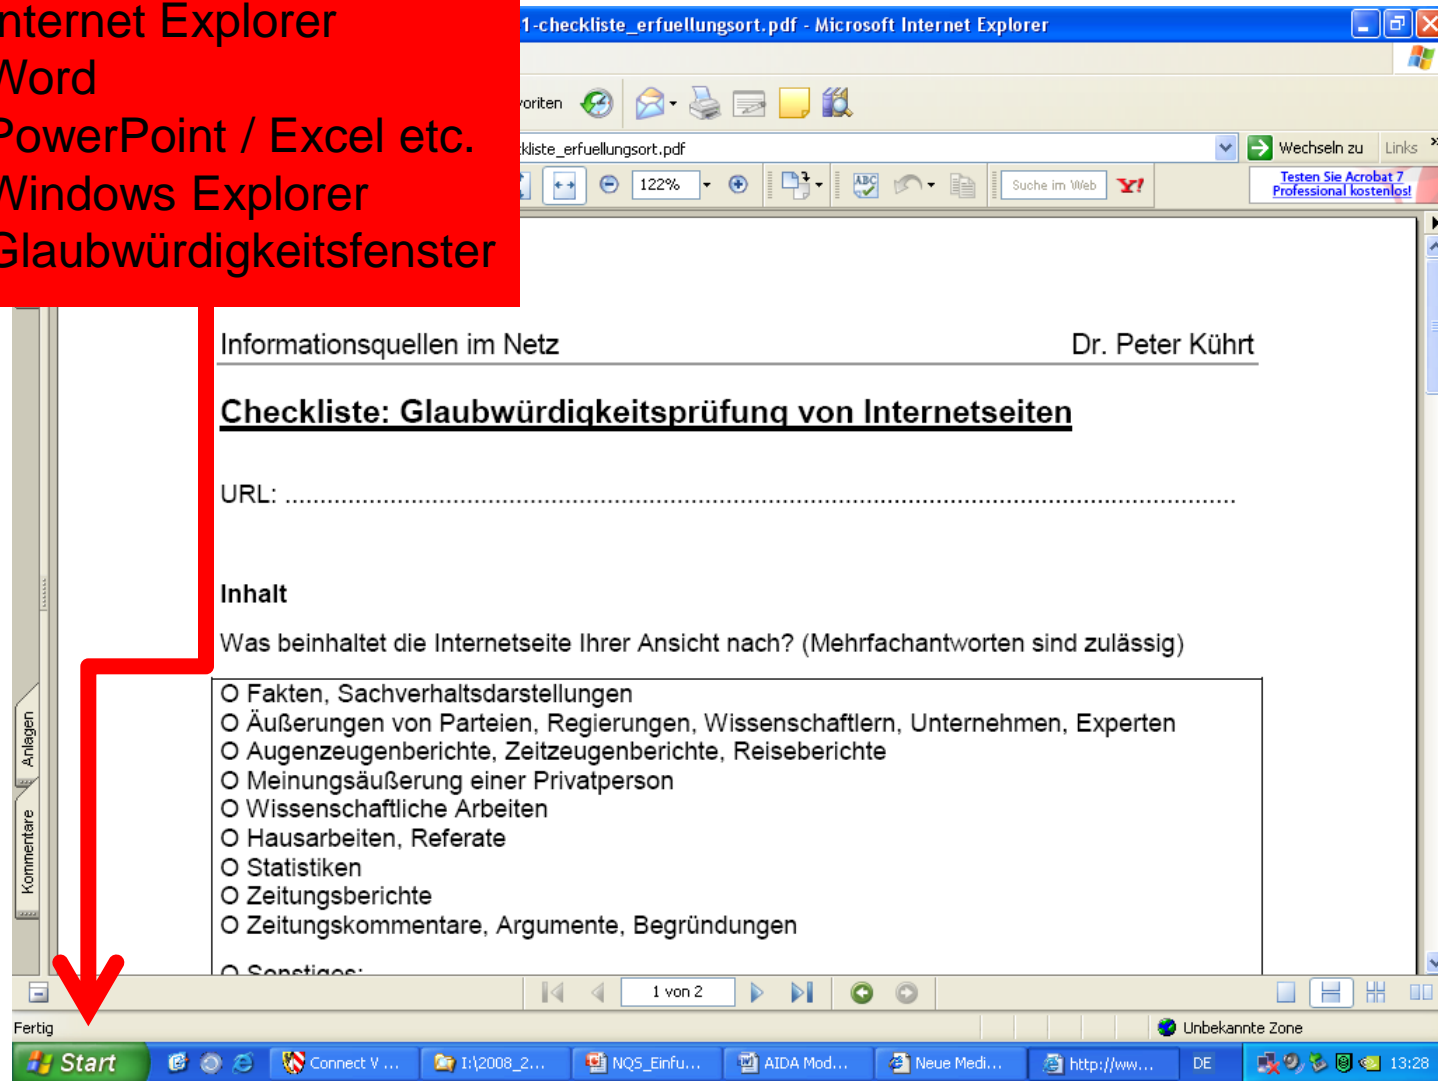 Internet Explorer
Word
PowerPoint / Excel etc.
Windows Explorer
Glaubwürdigkeitsfenster
1-checkliste_erfuellungsort.pdf - Microsoft Internet Explorer
voriten
kliste_erfuellungsort.pdf
Wechseln zu Links »
122%
ABC
Suche im Web
Y!
Testen Sie Acrobat 7
Professional kostenlos!
Informationsquellen im Netz Dr. Peter Kührt
Checkliste: Glaubwürdigkeitsprüfung von Internetseiten
URL: ..........................................................................................................................................
Inhalt
Was beinhaltet die Internetseite Ihrer Ansicht nach? (Mehrfachantworten sind zulässig)
O Fakten, Sachverhaltsdarstellungen
O Äußerungen von Parteien, Regierungen, Wissenschaftlern, Unternehmen, Experten
O Augenzeugenberichte, Zeitzeugenberichte, Reiseberichte
O Meinungsäußerung einer Privatperson
O Wissenschaftliche Arbeiten
O Hausarbeiten, Referate
O Statistiken
O Zeitungsberichte
O Zeitungskommentare, Argumente, Begründungen
O Sonstiges:
Anlagen
Kommentare
1 von 2
Fertig
Unbekannte Zone
Start
Connect V ...
I:\2008_2...
NQS_Einfu...
AIDA Mod...
Neue Medi...
http://ww...
DE
13:28